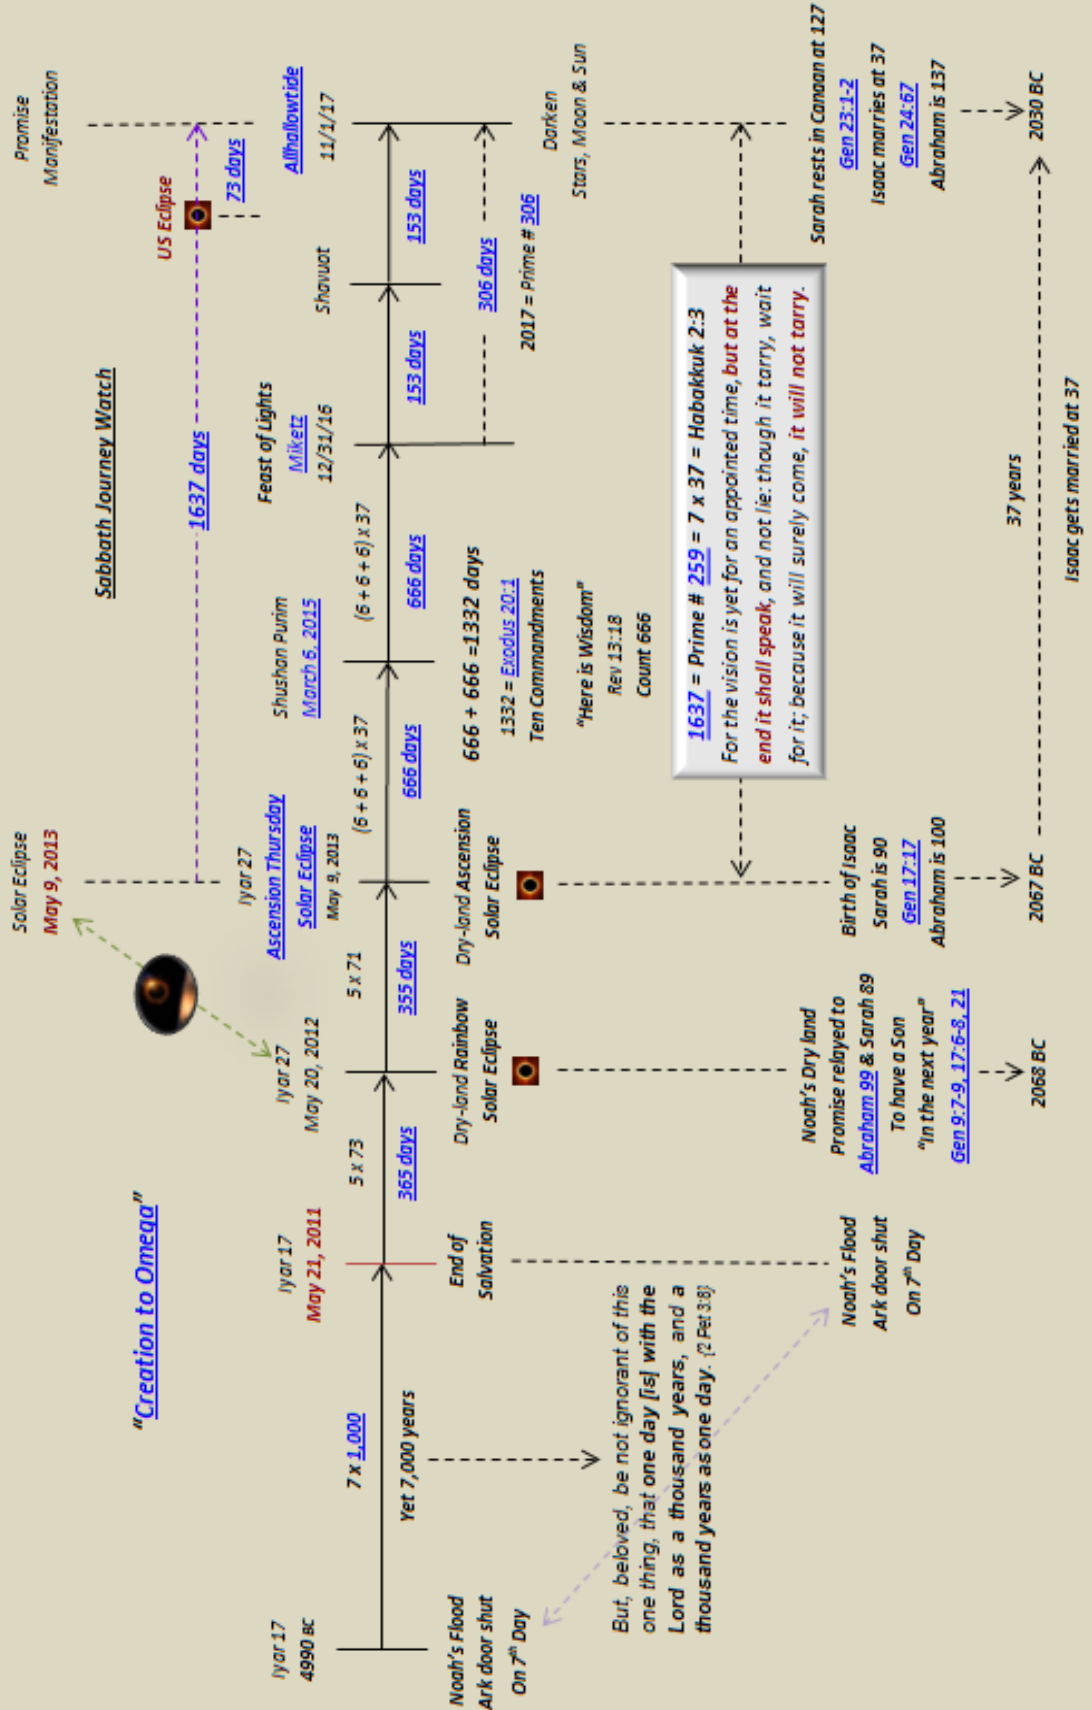 Sabbath Journey Watch
"Creation to Omega"
Solar Eclipse
May 9, 2013
Promise
Manifestation
US Eclipse
1637 days
73 days
Iyar 17
4990 BC
Iyar 17
May 21, 2011
Iyar 27
May 20, 2012
Iyar 27
Ascension Thursday
Solar Eclipse
May 9, 2013
Shushan Purim
March 6, 2015
Feast of Lights
Miketz
12/31/16
Shavuot
Allhallowtide
11/1/17
7 x 1,000
5 x 73
5 x 71
(6 + 6 + 6) x 37
(6 + 6 + 6) x 37
Yet 7,000 years
365 days
355 days
666 days
666 days
153 days
153 days
306 days
Noah's Flood
Ark door shut
On 7th Day
End of
Salvation
Dry-land Rainbow
Solar Eclipse
Dry-land Ascension
Solar Eclipse
666 + 666 =1332 days
1332 = Exodus 20:1
Ten Commandments
"Here is Wisdom"
Rev 13:18
Count 666
2017 = Prime # 306
Darken
Stars, Moon & Sun
But, beloved, be not ignorant of this
one thing, that one day [is] with the
Lord as a thousand years, and a
thousand years as one day. {2 Pet 3:8}
1637 = Prime # 259 = 7 x 37 = Habakkuk 2:3
For the vision is yet for an appointed time, but at the
end it shall speak, and not lie: though it tarry, wait
for it; because it will surely come, it will not tarry.
Noah's Flood
Ark door shut
On 7th Day
Noah's Dry land
Promise relayed to
Abraham 99 & Sarah 89
To have a Son
"In the next year"
Gen 9:7-9, 17:6-8, 21
2068 BC
Birth of Isaac
Sarah is 90
Gen 17:17
Abraham is 100
2067 BC
Sarah rests in Canaan at 127
Gen 23:1-2
Isaac marries at 37
Gen 24:67
Abraham is 137
2030 BC
37 years
Isaac gets married at 37